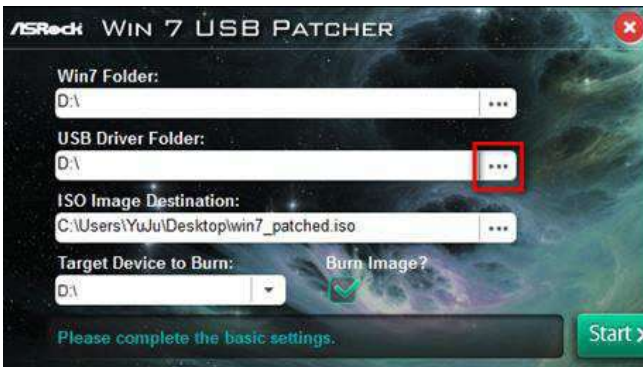 ASRock WIN 7 USB PATCHER
Win7 Folder:
D:\
USB Driver Folder:
D:\
ISO Image Destination:
C:\Users\YuJu\Desktop\win7_patched.iso
Target Device to Burn: Burn Image?
D:\
Please complete the basic settings.
Start